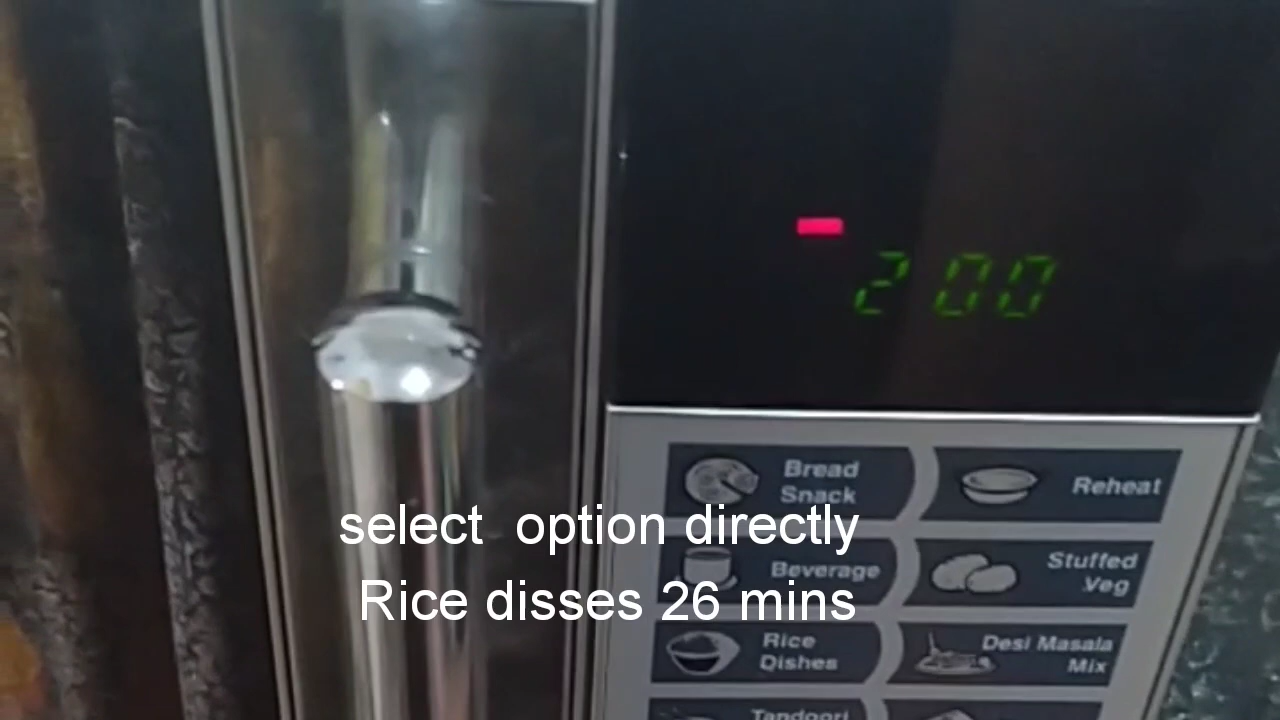 200
Bread
Snack
Reheat
select  option directly
Beverage
Stuffed
Veg
Rice disses 26 mins
Rice
Dishes
Desi Masala
Mix
Tandoori